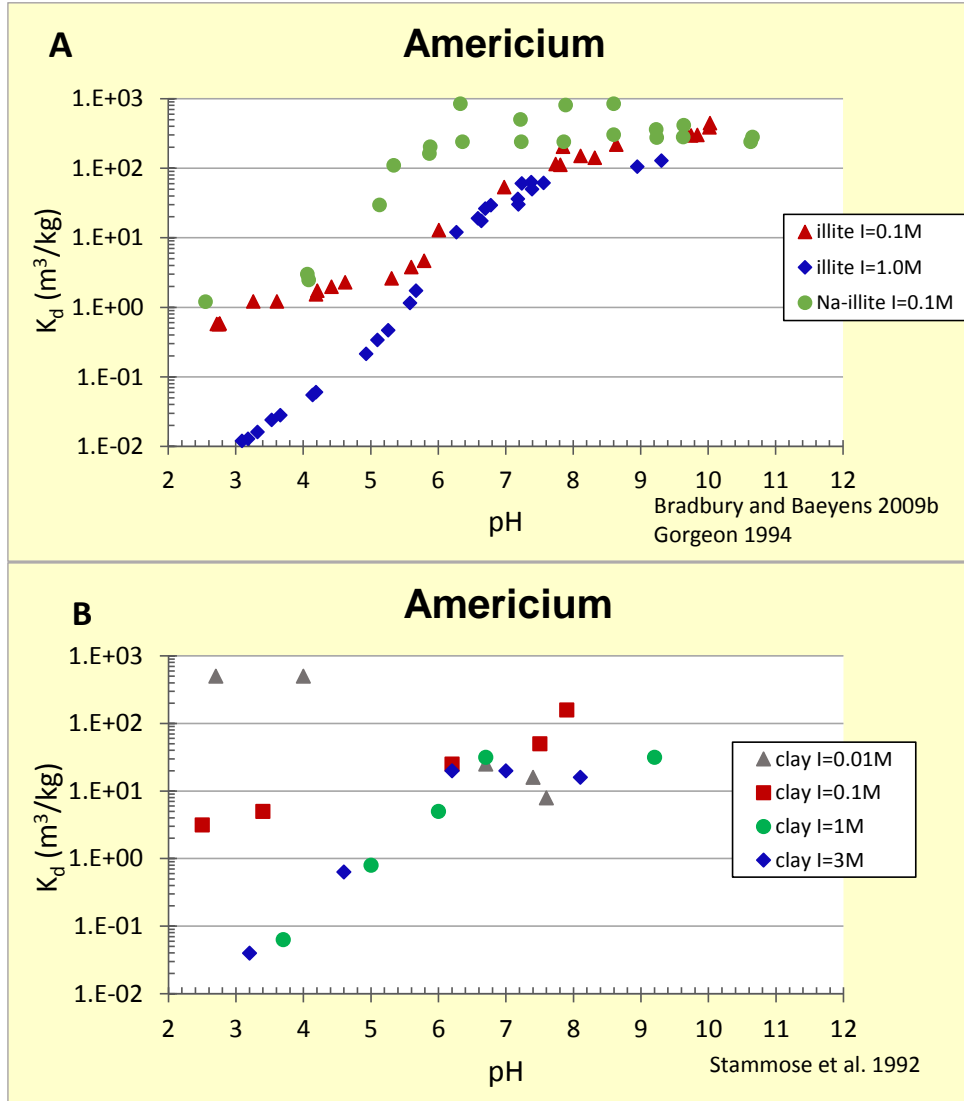 A
Americium
1.E+03
1.E+02
1.E+01
1.E+00
1.E-01
1.E-02
K_d (m³/kg)
2 3 4 5 6 7 8 9 10 11 12
pH
illite I=0.1M
illite I=1.0M
Na-illite I=0.1M
Bradbury and Baeyens 2009b
Gorgeon 1994
B
Americium
1.E+03
1.E+02
1.E+01
1.E+00
1.E-01
1.E-02
K_d (m³/kg)
2 3 4 5 6 7 8 9 10 11 12
pH
clay I=0.01M
clay I=0.1M
clay I=1M
clay I=3M
Stammose et al. 1992